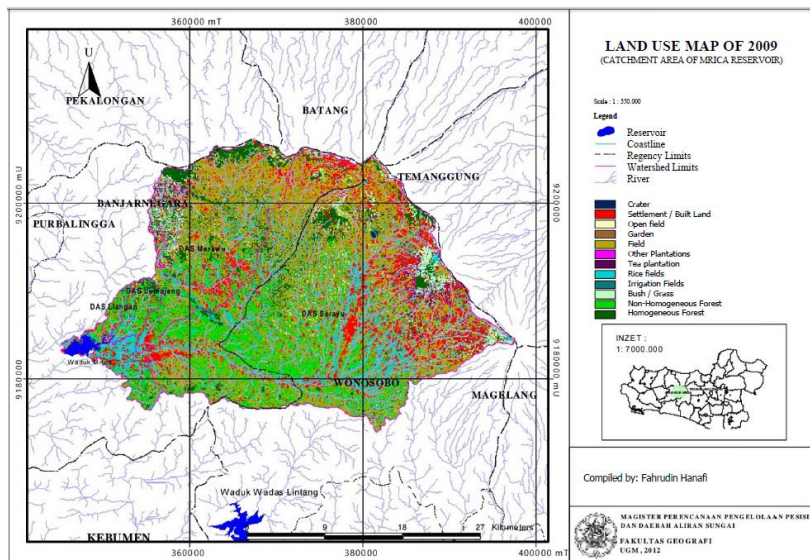 360000 mT
380000
400000
U
PEKALONGAN
BATANG
TEMANGGUNG
BANJARNEGARA
PURBALINGGA
9200000 mU
9200000
DAS Merawu
DAS Lumajang
DAS Llangan
DAS Serayu
Waduk Mrica
9180000
9180000 mU
WONOSOBO
MAGELANG
Waduk Wadas Lintang
KEBUMEN
9
18
27 Kilometers
360000
380000
400000 mT
LAND USE MAP OF 2009
(CATCHMENT AREA OF MRICA RESERVOIR)
Scale : 1 : 350.000
Legend
Reservoir
Coastline
Regency Limits
Watershed Limits
River
Crater
Settlement / Built Land
Open field
Garden
Field
Other Plantations
Tea plantation
Rice fields
Irrigation Fields
Bush / Grass
Non-Homogeneous Forest
Homogeneous Forest
INZET :
1: 7000.000
Compiled by: Fahrudin Hanafi
MAGISTER PERENCANAAN PENGELOLAAN PESISI
DAN DAERAH ALIRAN SUNGAI
FAKULTAS GEOGRAFI
UGM, 2012